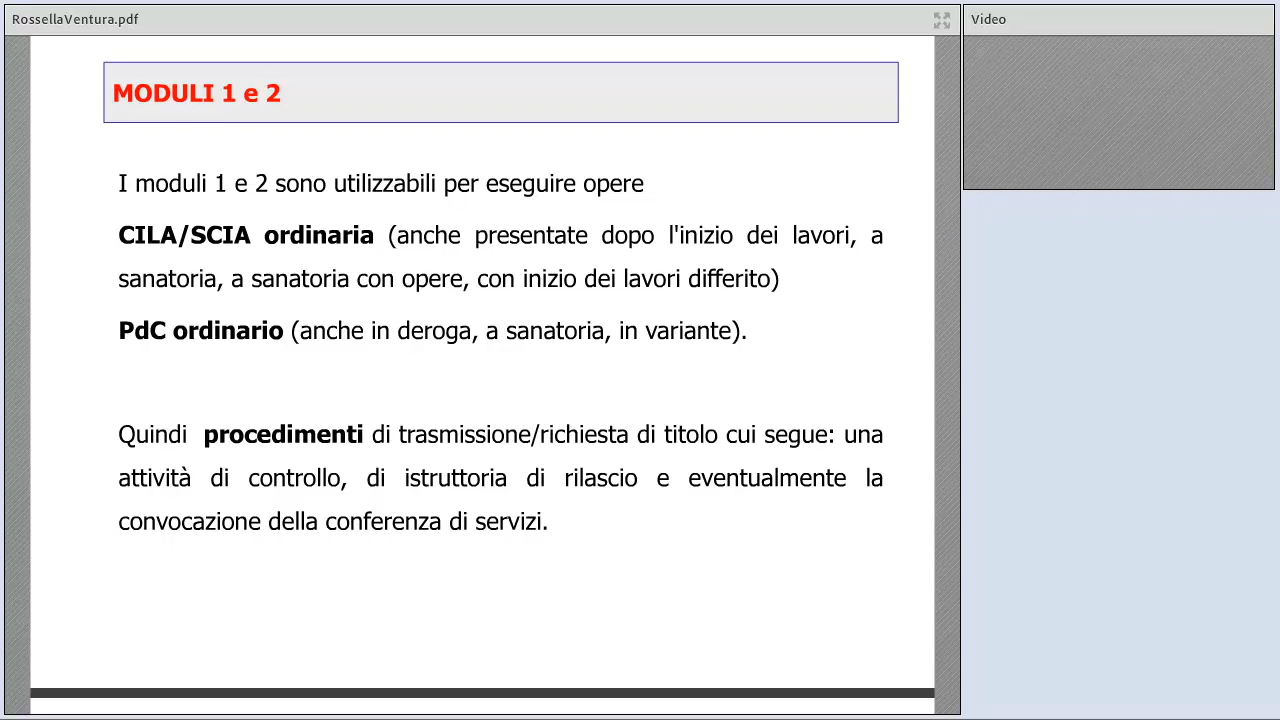 RossellaVentura.pdf
Video
MODULI 1 e 2
I moduli 1 e 2 sono utilizzabili per eseguire opere
CILA/SCIA ordinaria (anche presentate dopo l'inizio dei lavori, a
sanatoria, a sanatoria con opere, con inizio dei lavori differito)
PdC ordinario (anche in deroga, a sanatoria, in variante).
Quindi procedimenti di trasmissione/richiesta di titolo cui segue: una
attività di controllo, di istruttoria di rilascio e eventualmente la
convocazione della conferenza di servizi.